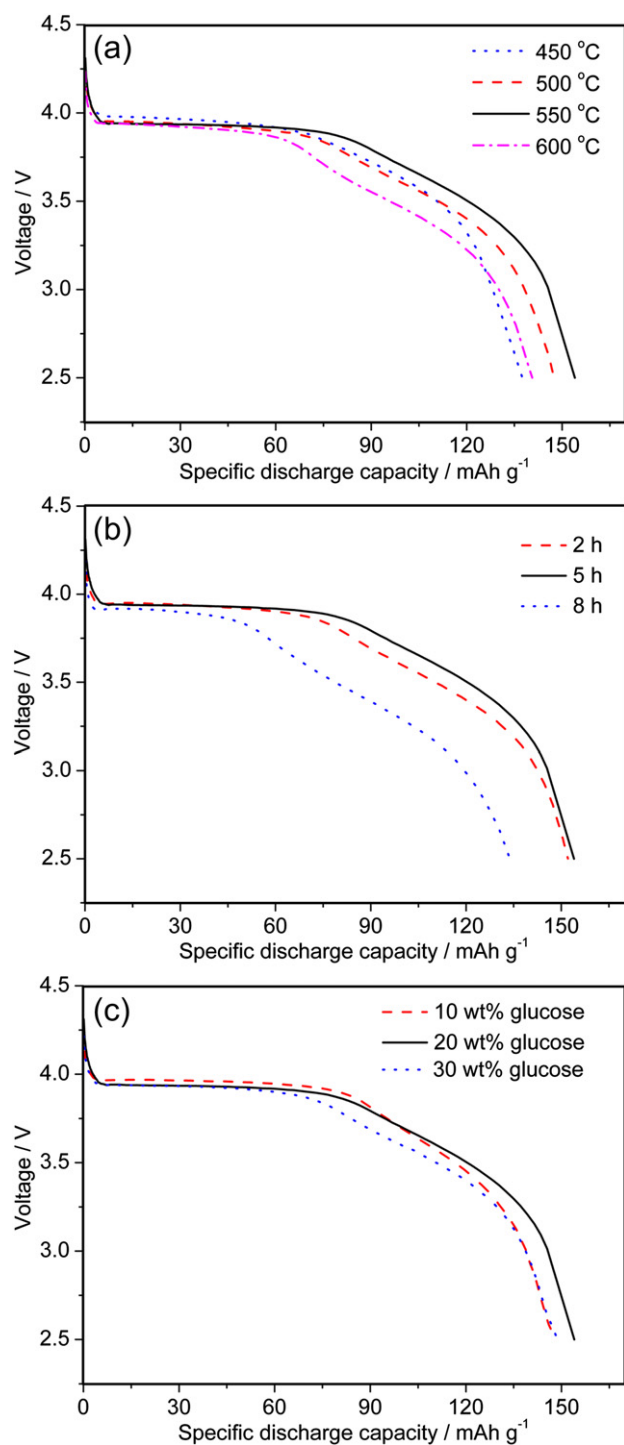 (a)
450 °C
500 °C
550 °C
600 °C
4.5
4.0
3.5
3.0
2.5
Voltage / V
0 30 60 90 120 150
Specific discharge capacity / mAh g⁻¹
(b)
2 h
5 h
8 h
4.5
4.0
3.5
3.0
2.5
Voltage / V
0 30 60 90 120 150
Specific discharge capacity / mAh g⁻¹
(c)
10 wt% glucose
20 wt% glucose
30 wt% glucose
4.5
4.0
3.5
3.0
2.5
Voltage / V
0 30 60 90 120 150
Specific discharge capacity / mAh g⁻¹